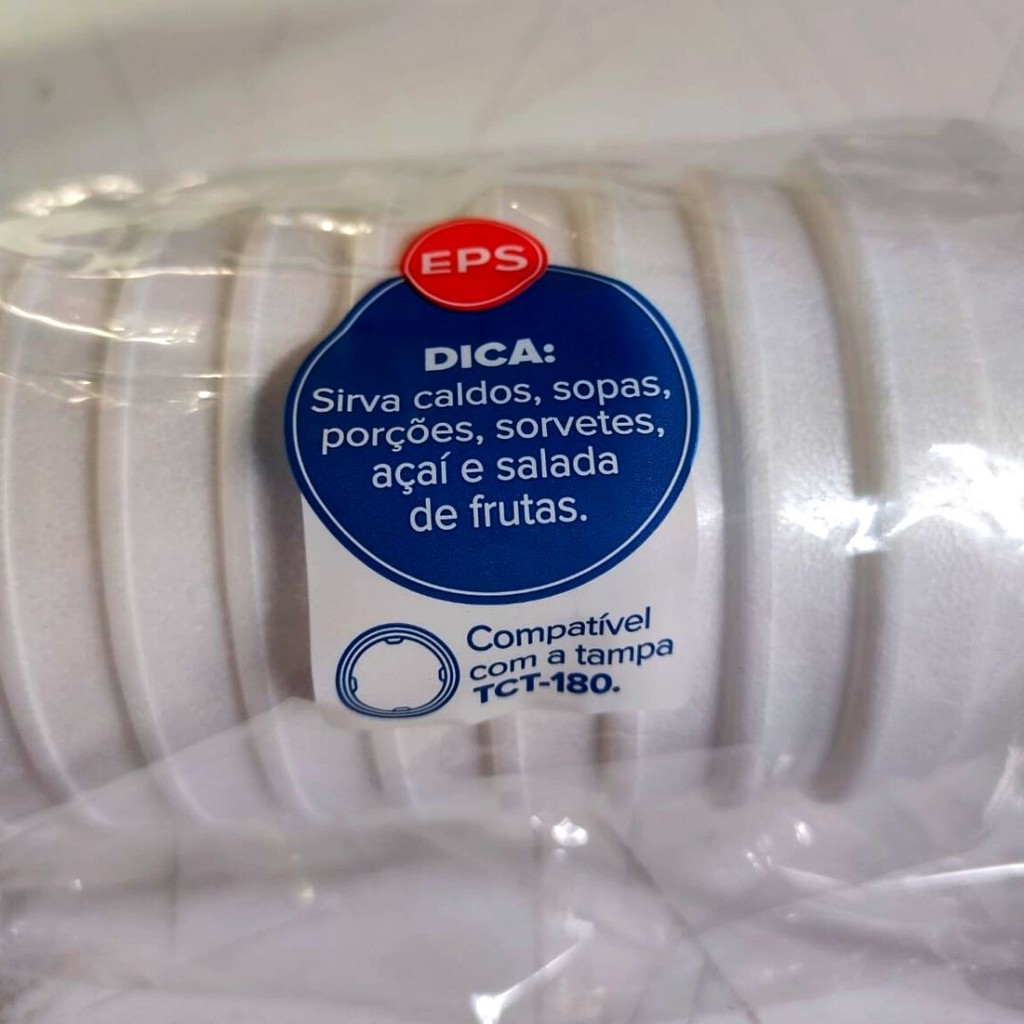 EPS
DICA:
Sirva caldos, sopas,
porções, sorvetes,
açaí e salada
de frutas.
Compatível
com a tampa
TCT-180.